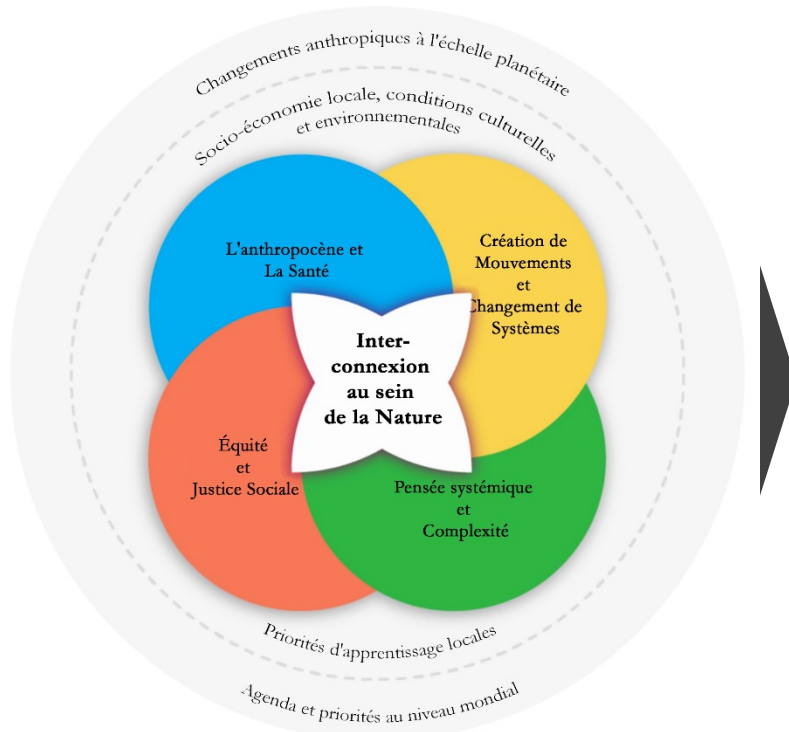 Changements anthropiques à l'échelle planétaire
Socio-économie locale, conditions culturelles
et environnementales
L'anthropocène et
La Santé
Création de
Mouvements
et
Changement de
Systèmes
Inter-
connexion
au sein
de la Nature
Équité
et
Justice Sociale
Pensée systémique
et
Complexité
Priorités d'apprentissage locales
Agenda et priorités au niveau mondial